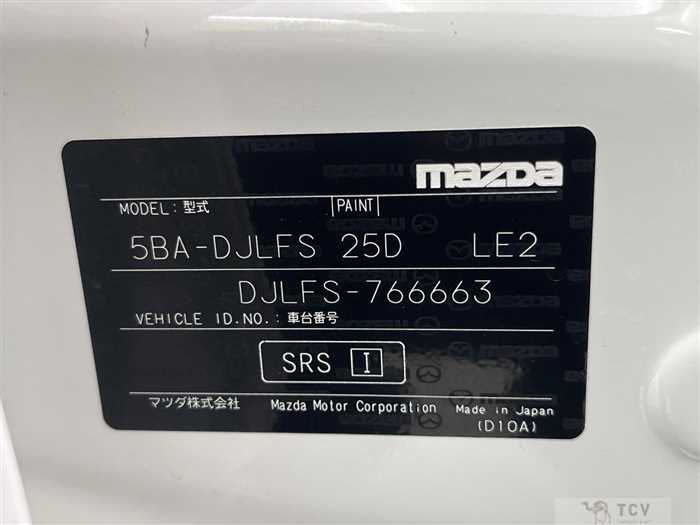 mazda
MODEL:型式 PAINT
5BA-DJLFS 25D LE2
DJLFS-766663
VEHICLE ID.NO.:車台番号
SRS I
マツダ株式会社 Mazda Motor Corporation Made in Japan
(D10A)
TCV